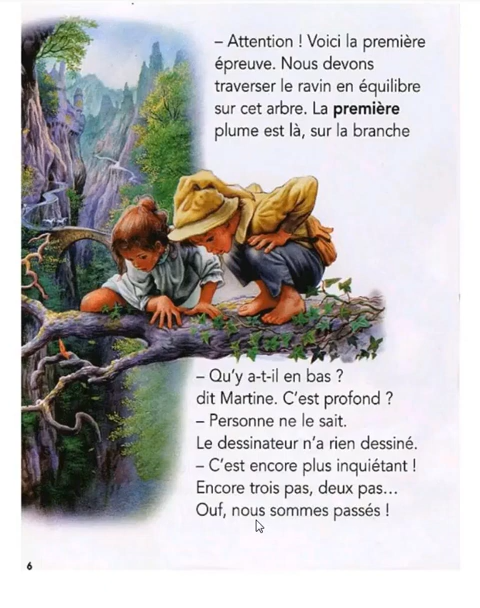 – Attention ! Voici la première
épreuve. Nous devons
traverser le ravin en équilibre
sur cet arbre. La première
plume est là, sur la branche
– Qu'y a-t-il en bas ?
dit Martine. C'est profond ?
– Personne ne le sait.
Le dessinateur n'a rien dessiné.
– C'est encore plus inquiétant !
Encore trois pas, deux pas...
Ouf, nous sommes passés !
6